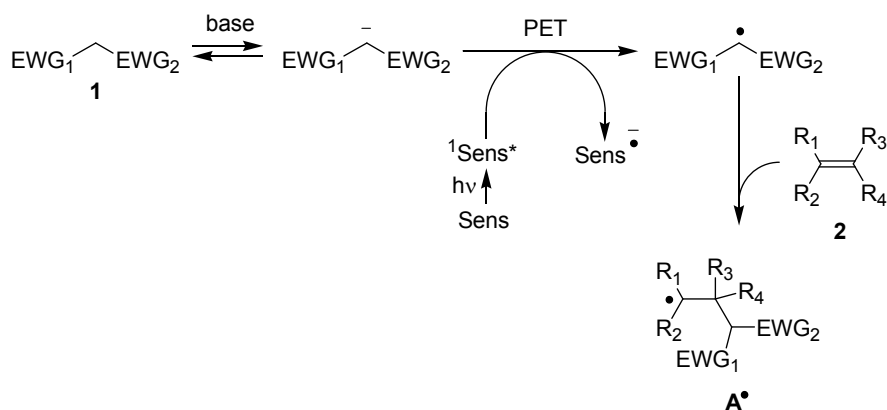 base
PET
EWG₁ EWG₂
1
−
EWG₁ EWG₂
•
EWG₁ EWG₂
¹Sens*
hν
Sens
−
•
Sens
R₁ R₃
R₂ R₄
2
R₁ R₃
• R₄
R₂
EWG₂
EWG₁
A•